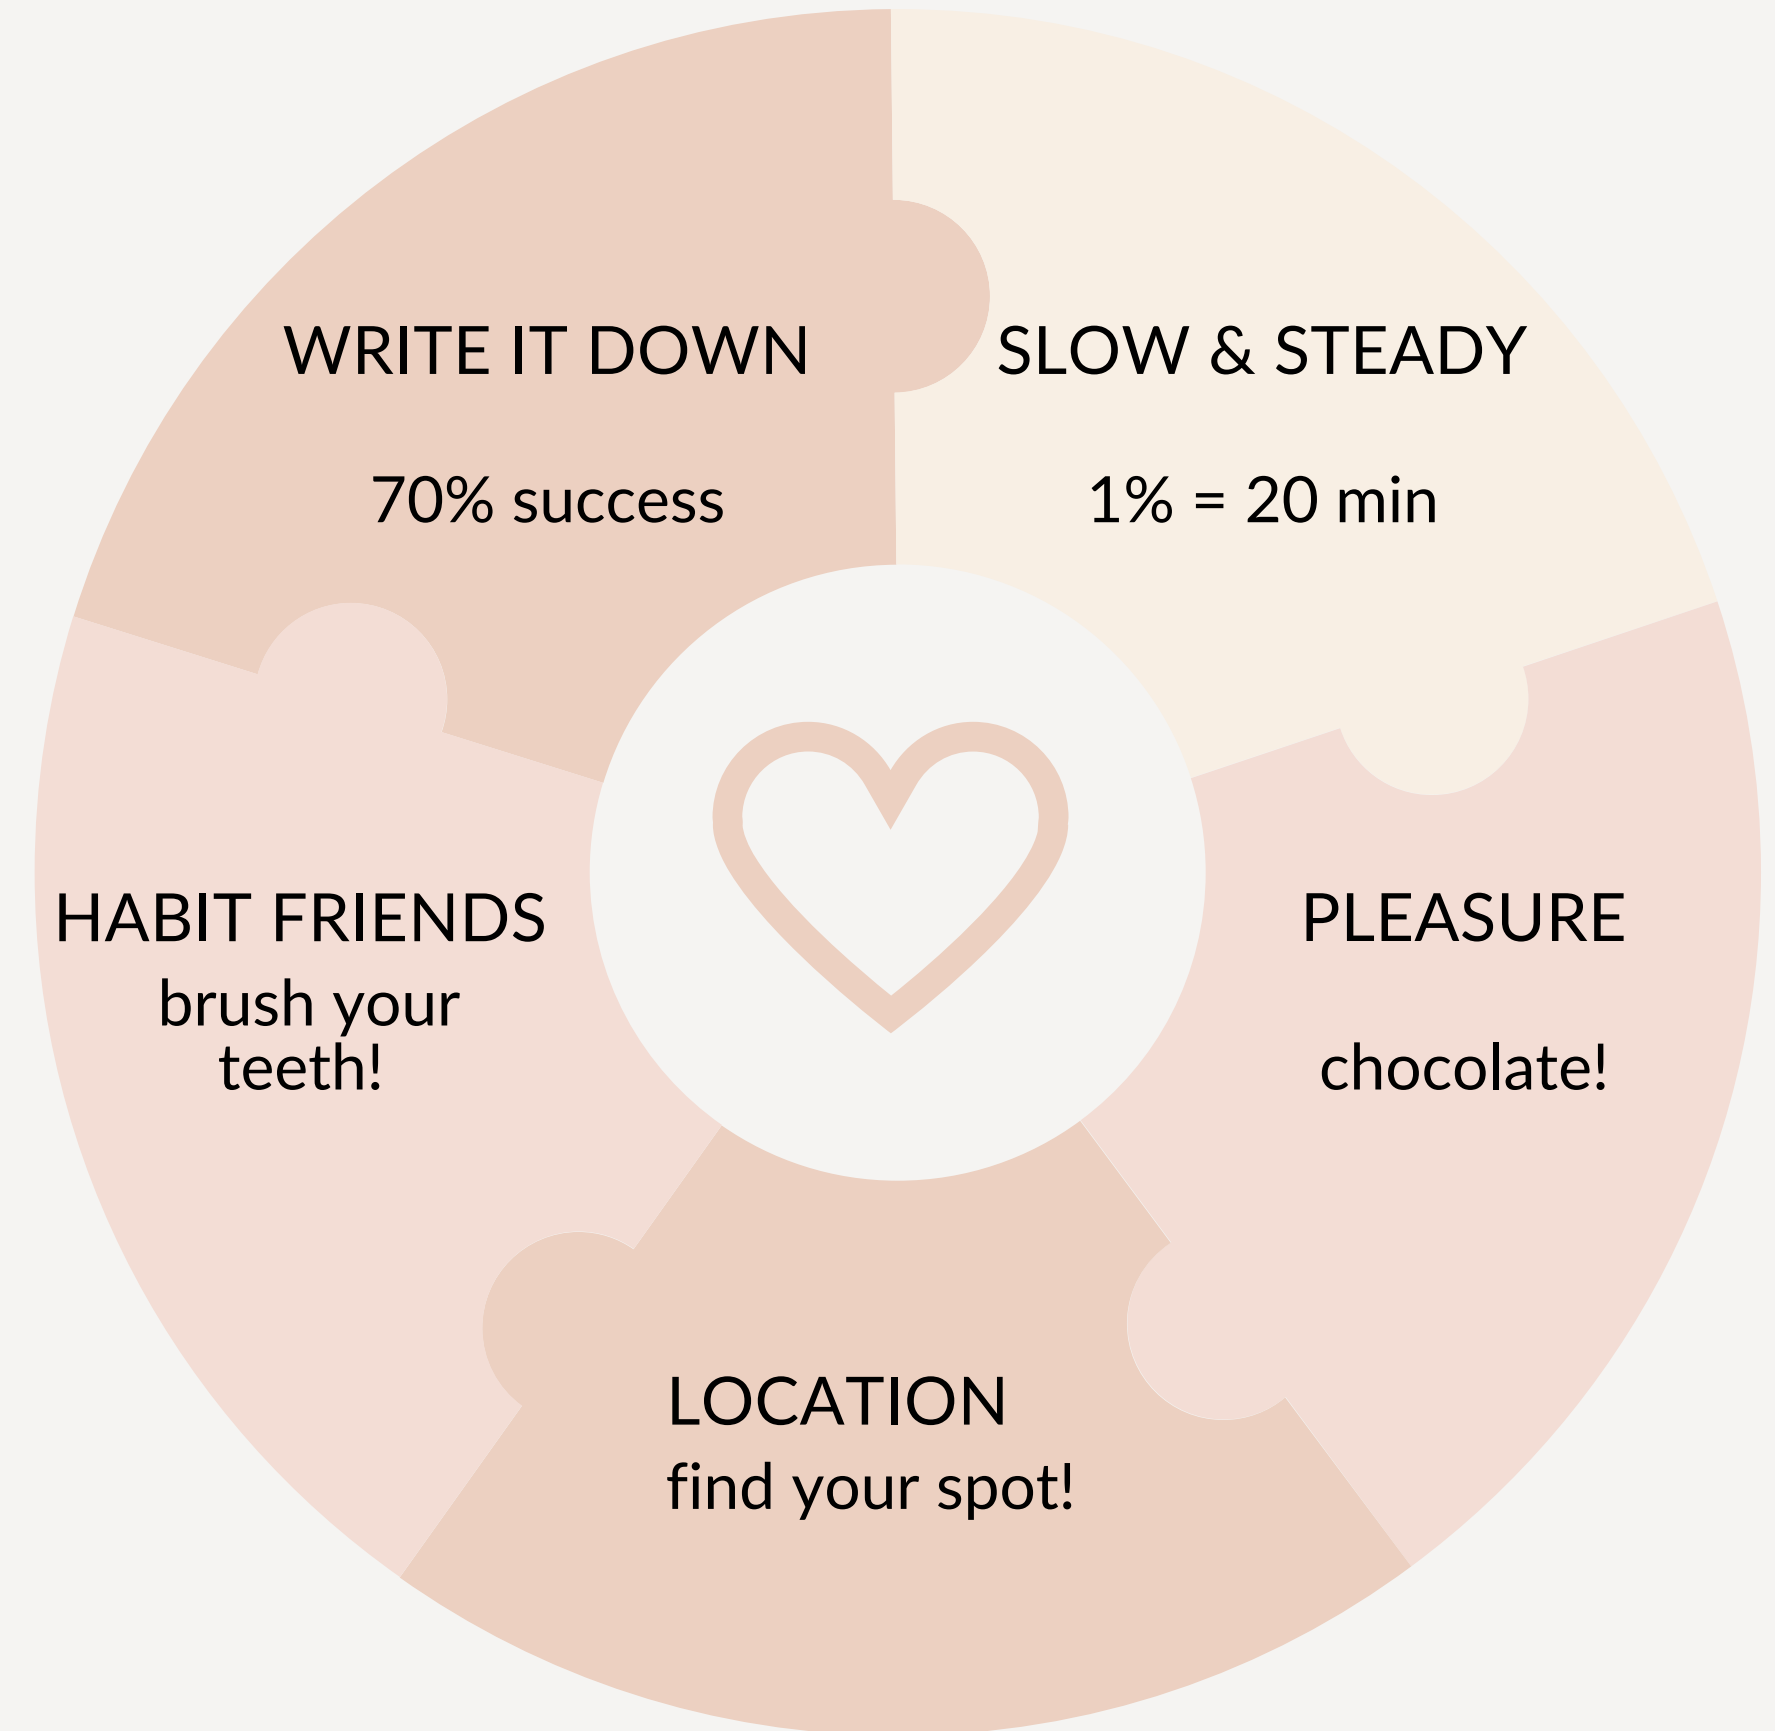 WRITE IT DOWN
70% success
SLOW & STEADY
1% = 20 min
HABIT FRIENDS
brush your
teeth!
PLEASURE
chocolate!
LOCATION
find your spot!